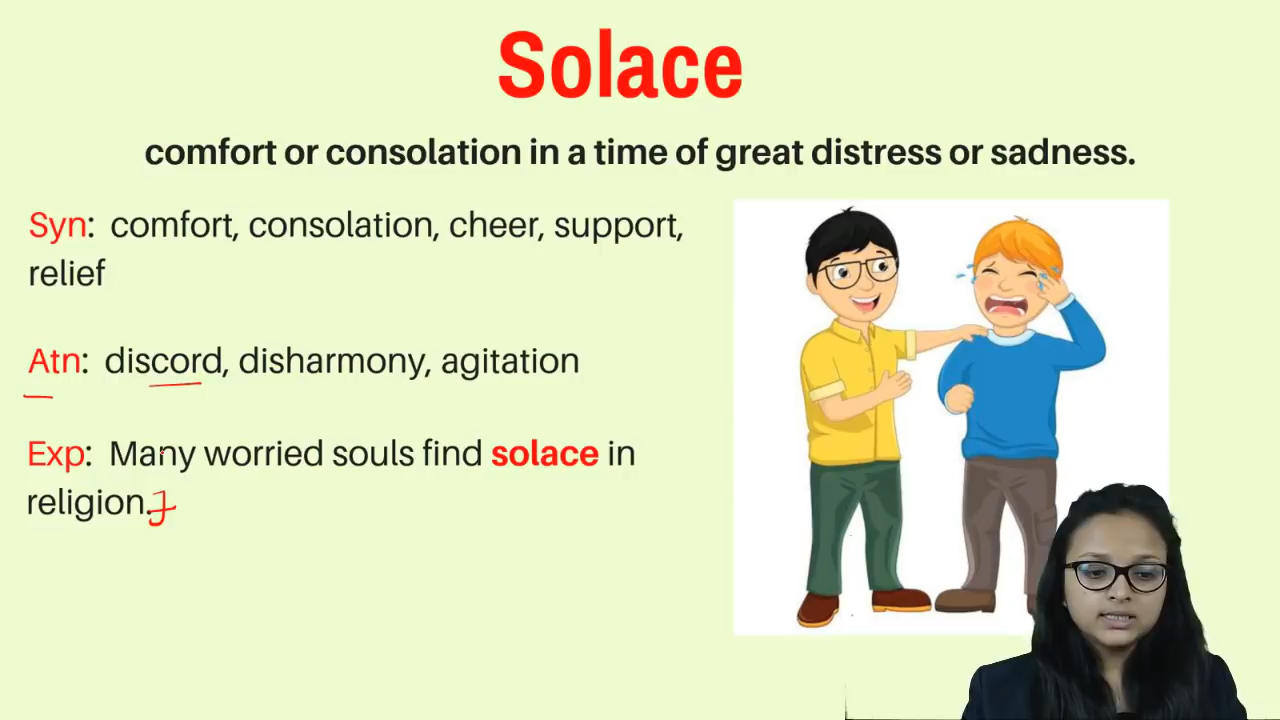 Solace
comfort or consolation in a time of great distress or sadness.
Syn: comfort, consolation, cheer, support,
relief
Atn: discord, disharmony, agitation
Exp: Many worried souls find solace in
religion.